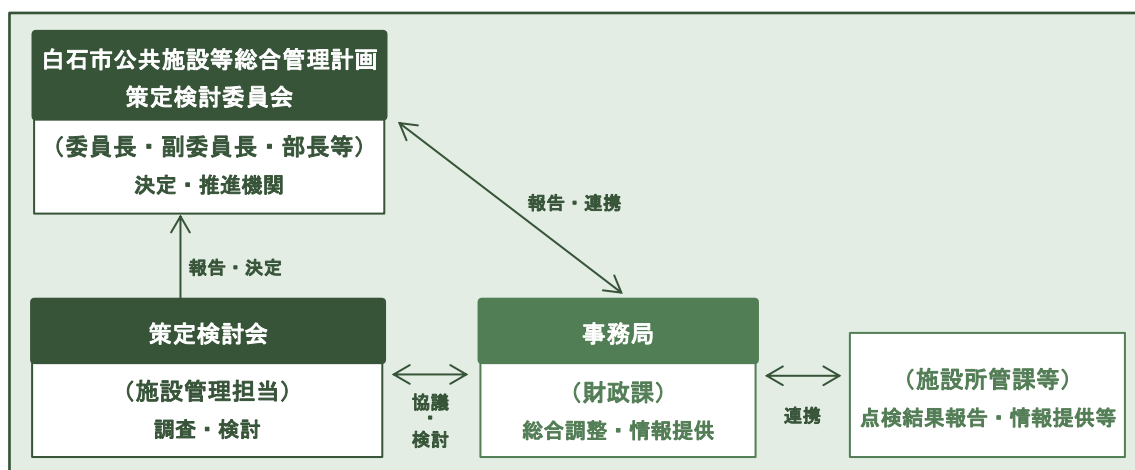 白石市公共施設等総合管理計画
策定検討委員会
（委員長・副委員長・部長等）
決定・推進機関
報告・連携
報告・決定
策定検討会
（施設管理担当）
調査・検討
協議
・
検討
事務局
（財政課）
総合調整・情報提供
連携
（施設所管課等）
点検結果報告・情報提供等